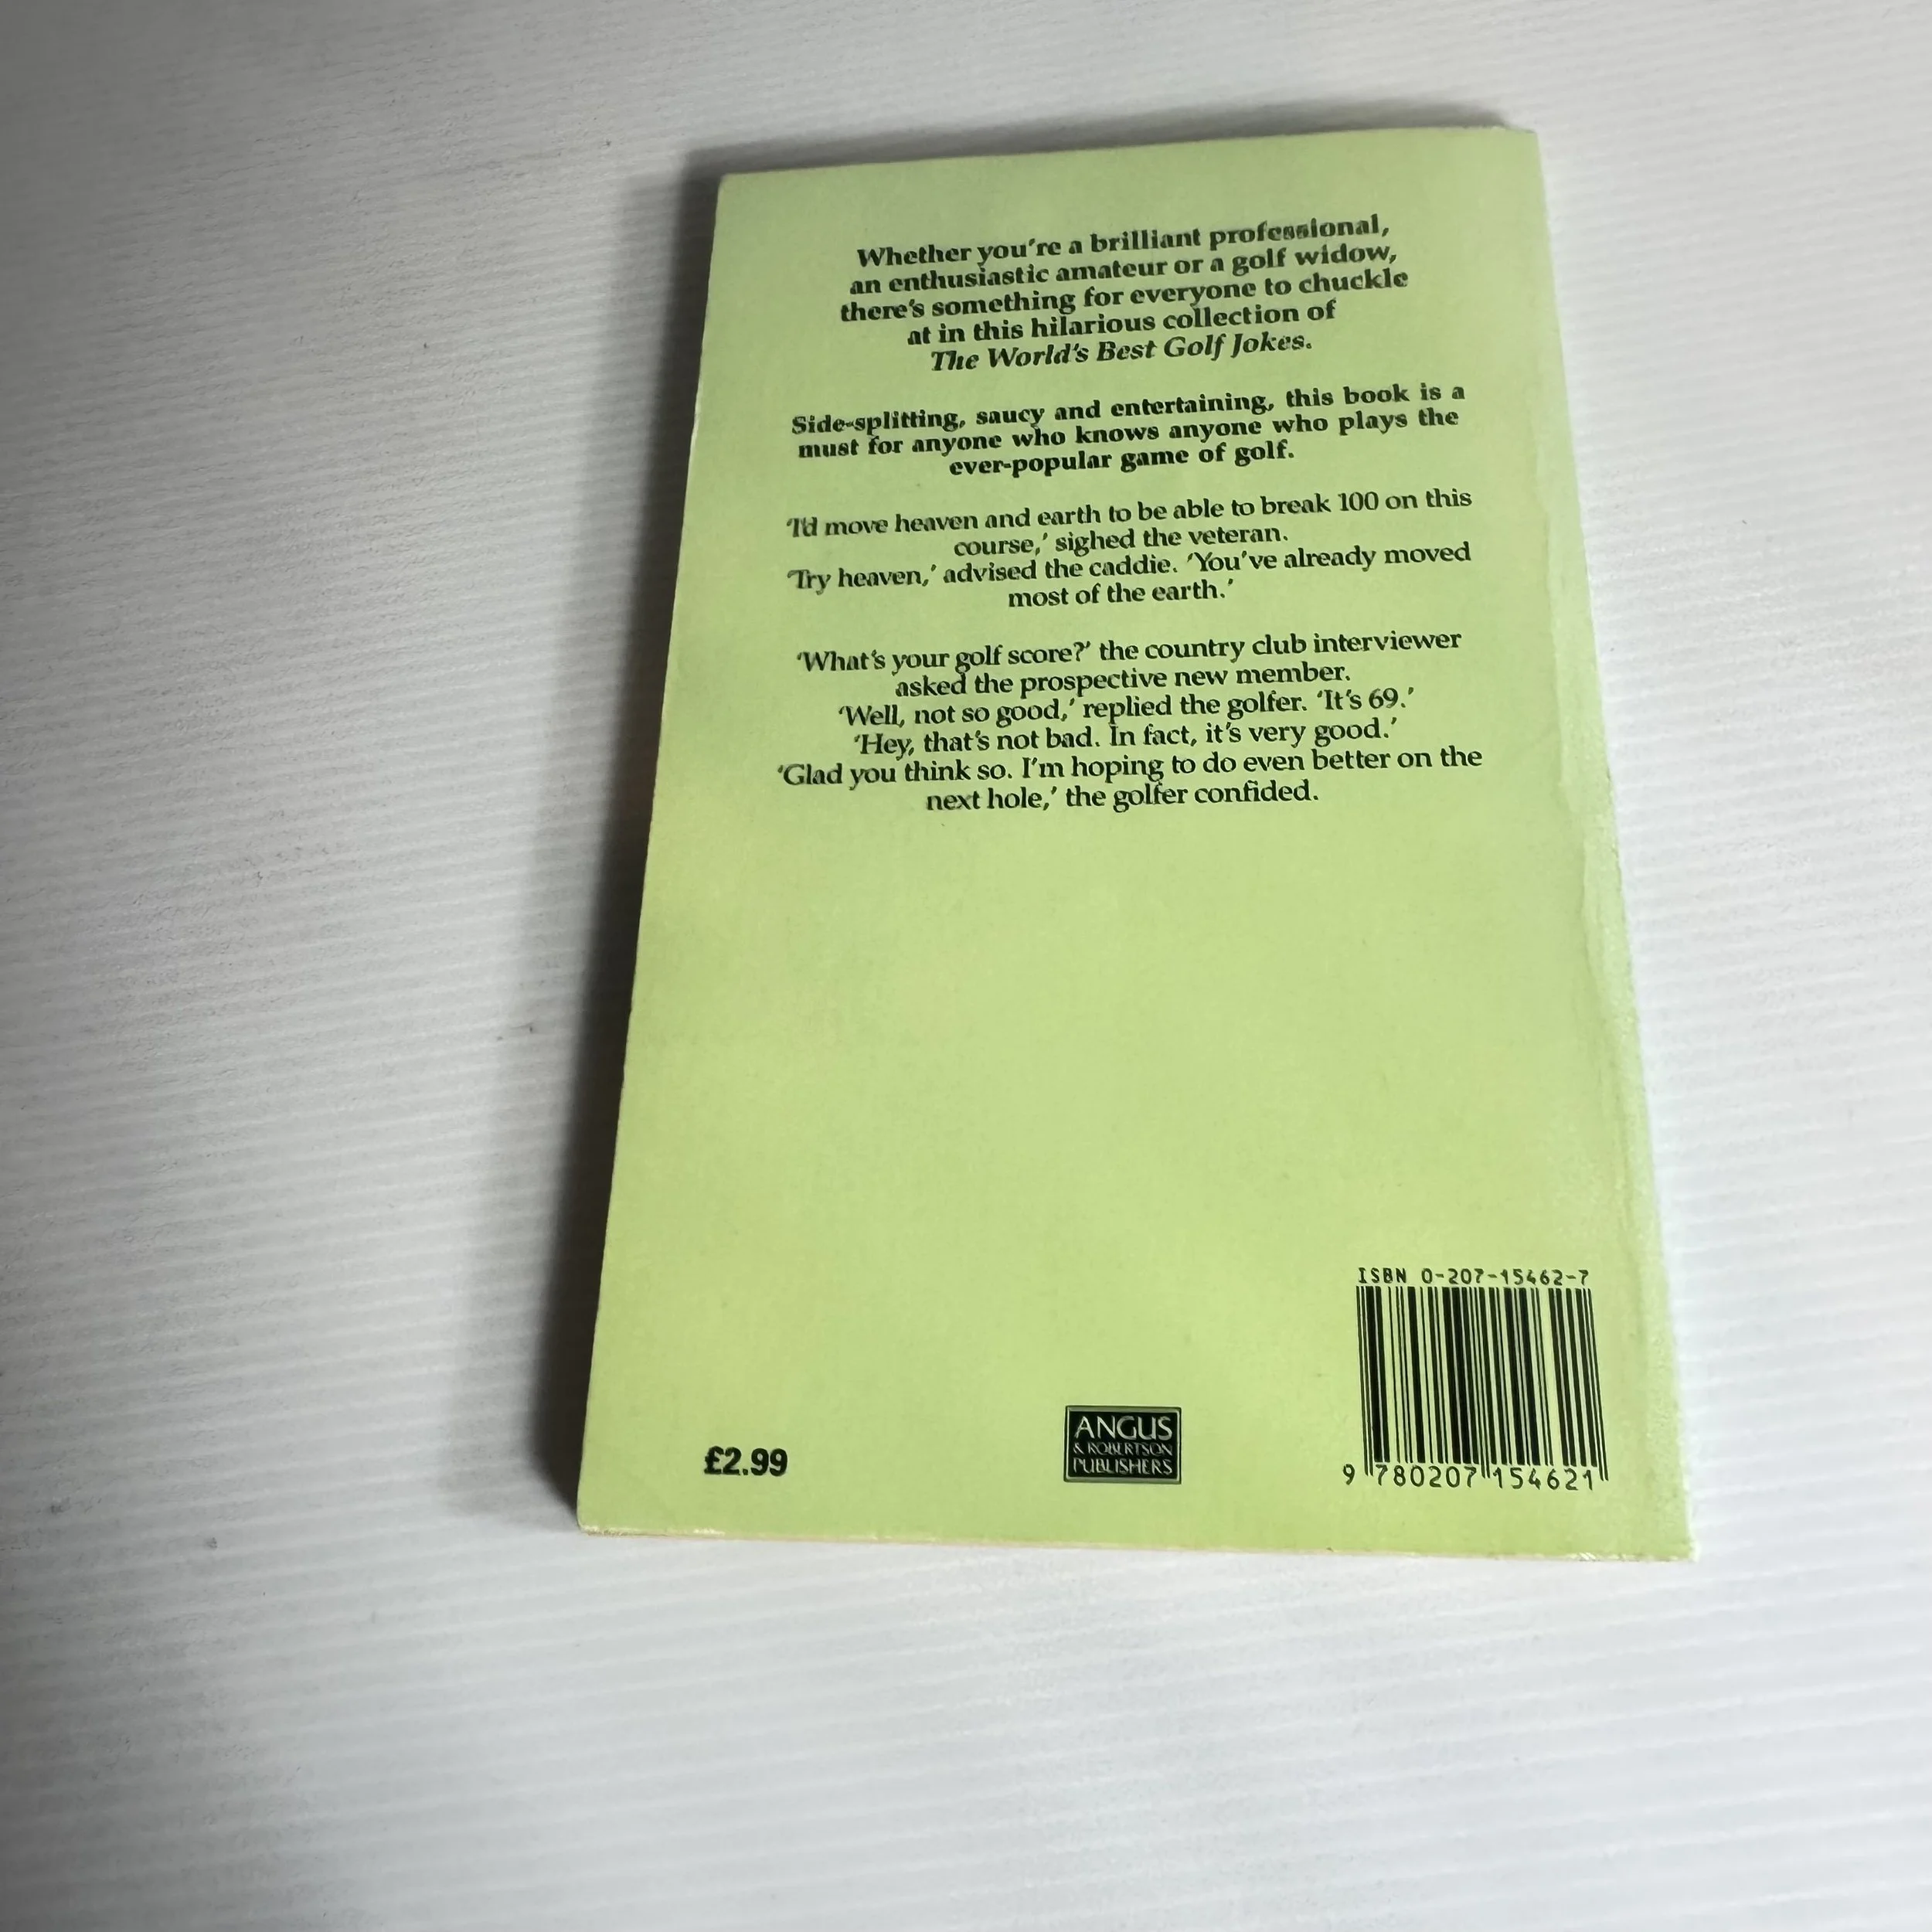 Whether you're a brilliant professional,
an enthusiastic amateur or a golf widow,
there's something for everyone to chuckle
at in this hilarious collection of
The World's Best Golf Jokes.
Side-splitting, saucy and entertaining, this book is a
must for anyone who knows anyone who plays the
ever-popular game of golf.
'I'd move heaven and earth to be able to break 100 on this
course,' sighed the veteran.
'Try heaven,' advised the caddie. 'You've already moved
most of the earth.'
'What's your golf score?' the country club interviewer
asked the prospective new member.
'Well, not so good,' replied the golfer. 'It's 69.'
'Hey, that's not bad. In fact, it's very good.'
'Glad you think so. I'm hoping to do even better on the
next hole,' the golfer confided.
£2.99
ANGUS
& ROBERTSON
PUBLISHERS
ISBN 0-207-15462-7
9 780207 154621